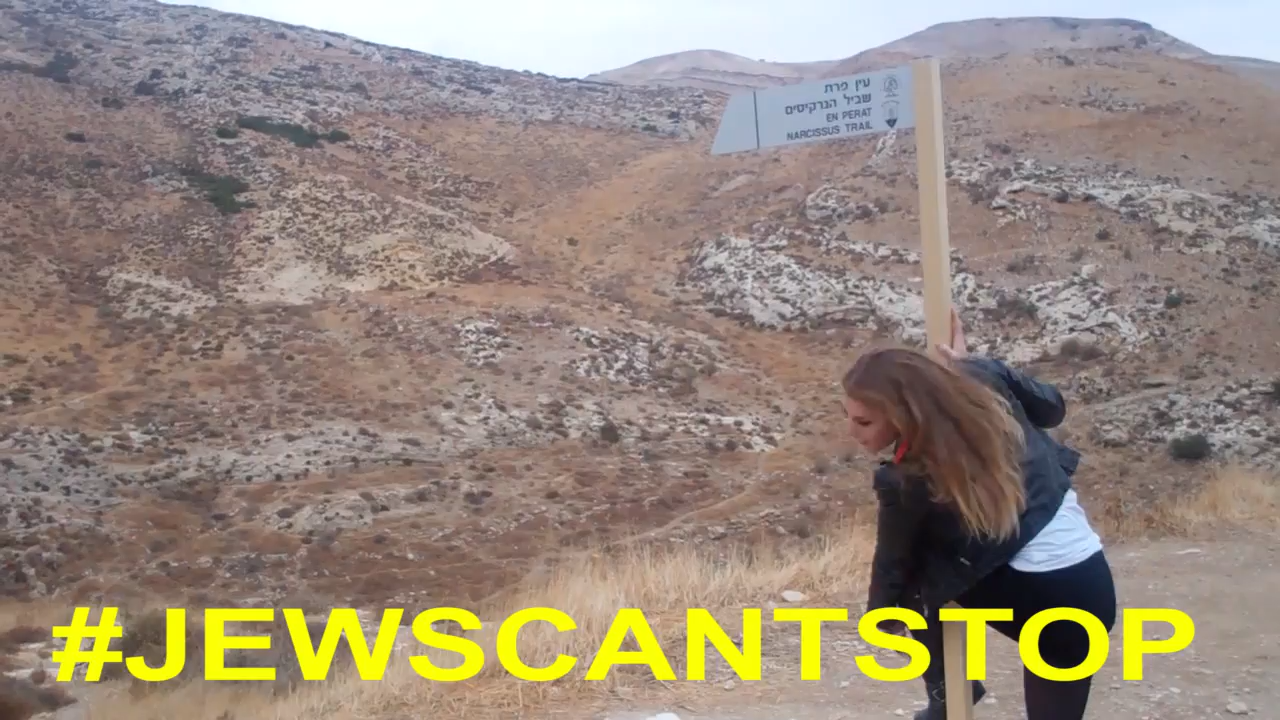 עין פרת
שביל הנרקיסים
EN PERAT
NARCISSUS TRAIL
#JEWSCANTSTOP